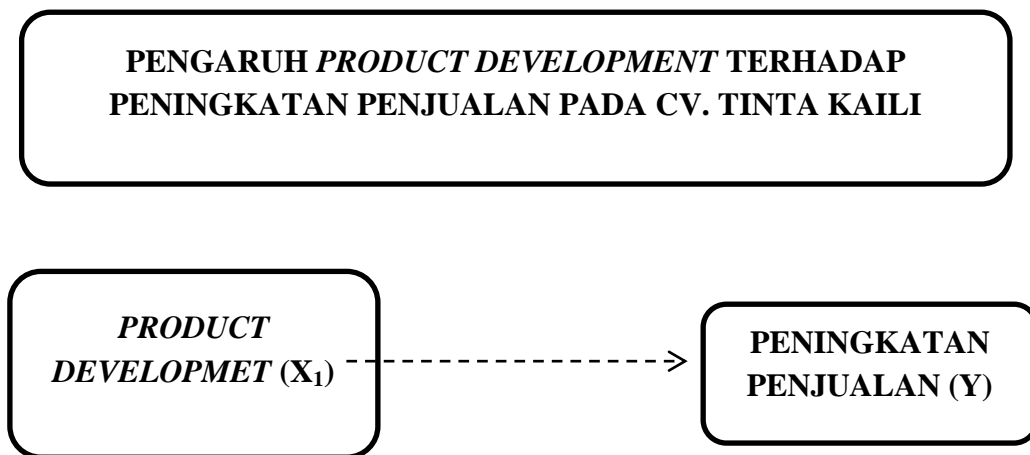 PENGARUH PRODUCT DEVELOPMENT TERHADAP
PENINGKATAN PENJUALAN PADA CV. TINTA KAILI
PRODUCT
DEVELOPMET (X₁)
PENINGKATAN
PENJUALAN (Y)